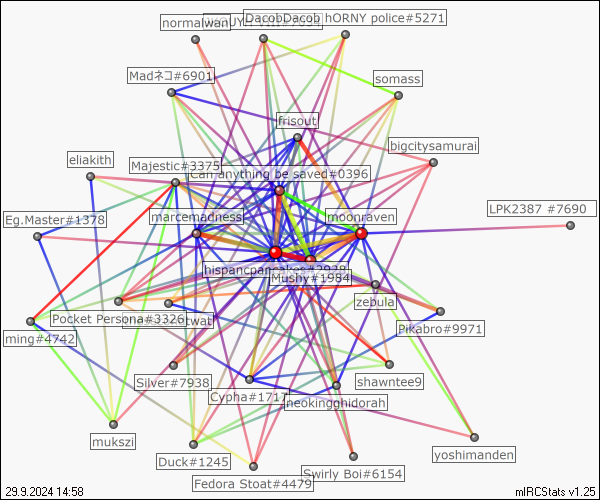 normalwan
DacobDacob
hORNY police#5271
Madネコ#6901
somass
frisout
bigcitysamurai
eliakith
Majestic#3375
Can anything be saved#0396
LPK2387 #7690
Eg.Master#1378
marcemadness
moonraven
hispancpancakes#2928
Mushy#1984
zebula
Pocket Persona#3326
twat
Pikabro#9971
ming#4742
Silver#7938
Cypha#1717
shawntee9
neokingghidorah
mukszi
Duck#1245
yoshimanden
Fedora Stoat#4479
Swirly Boi#6154
29.9.2024 14:58
mIRCStats v1.25